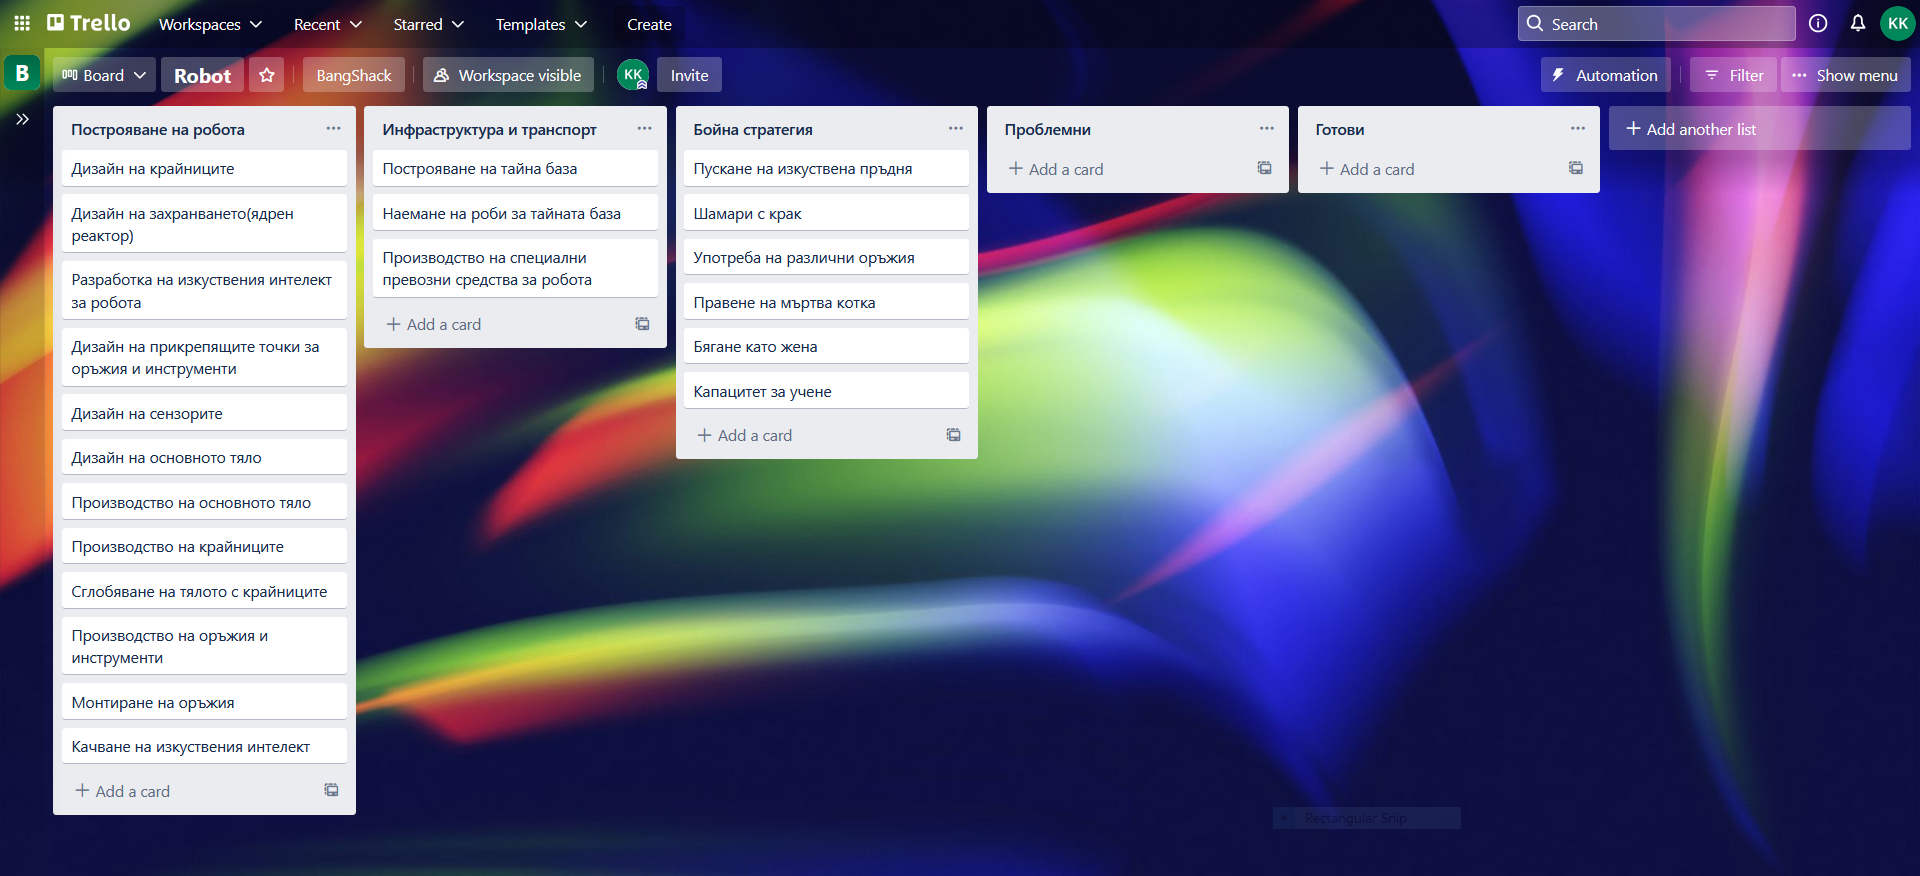 Trello
Workspaces
Recent
Starred
Templates
Create
Search
KK
B
Board
Robot
BangShack
Workspace visible
KK
Invite
Automation
Filter
Show menu
Построяване на робота
Дизайн на крайниците
Дизайн на захранването(ядрен
реактор)
Разработка на изкуствения интелект
за робота
Дизайн на прикрепящите точки за
оръжия и инструменти
Дизайн на сензорите
Дизайн на основното тяло
Производство на основното тяло
Производство на крайниците
Сглобяване на тялото с крайниците
Производство на оръжия и
инструменти
Монтиране на оръжия
Качване на изкуствения интелект
Add a card
Инфраструктура и транспорт
Построяване на тайна база
Наемане на роби за тайната база
Производство на специални
превозни средства за робота
Add a card
Бойна стратегия
Пускане на изкуствена пръдня
Шамари с крак
Употреба на различни оръжия
Правене на мъртва котка
Бягане като жена
Капацитет за учене
Add a card
Проблемни
Add a card
Готови
Add a card
Add another list
Rectangular Snip